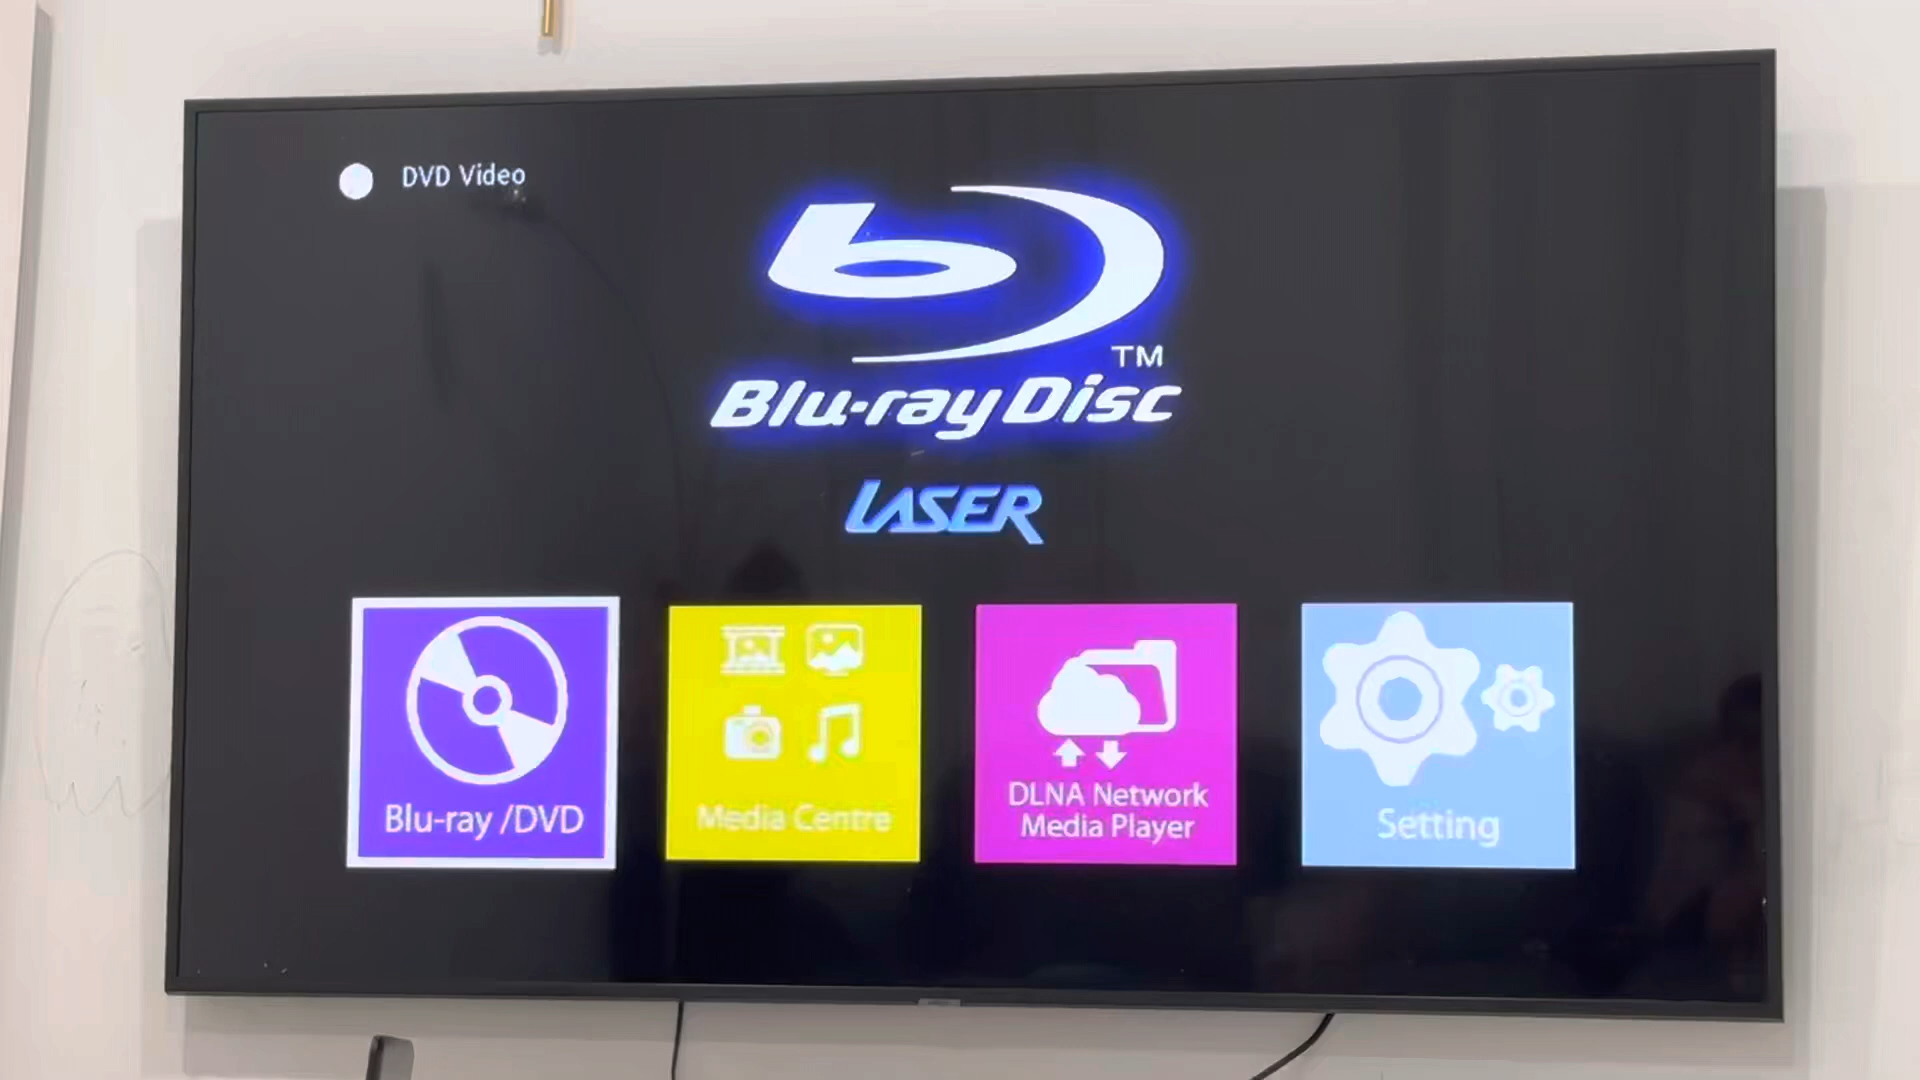 DVD Video
TM
Blu-ray Disc
LASER
Blu-ray /DVD
Media Centre
DLNA Network
Media Player
Setting